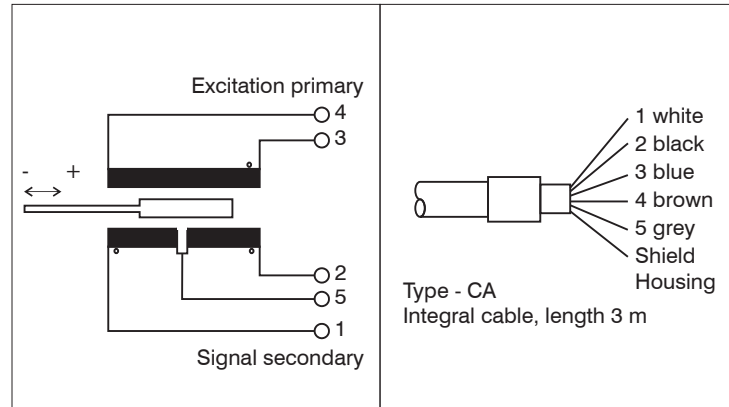 Excitation primary
4
3
- +
2
5
1
Signal secondary
1 white
2 black
3 blue
4 brown
5 grey
Shield
Housing
Type - CA
Integral cable, length 3 m